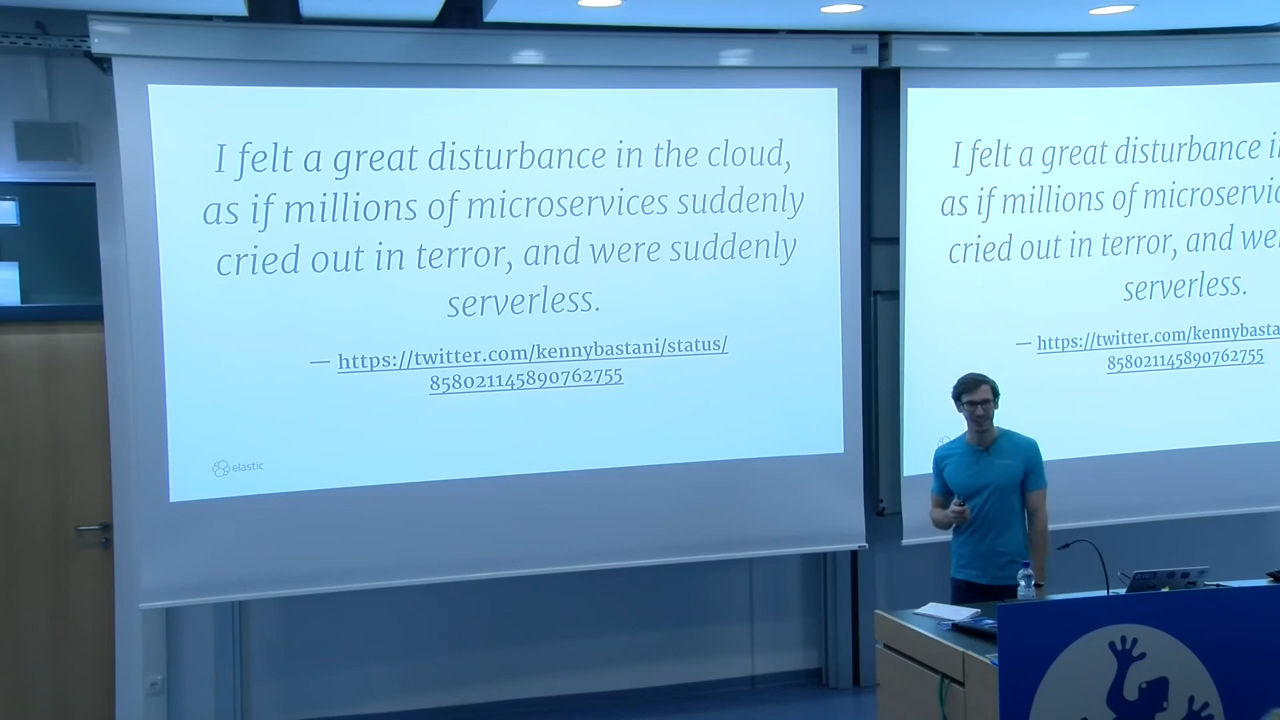 I felt a great disturbance in the cloud,
as if millions of microservices suddenly
cried out in terror, and were suddenly
serverless.
— https://twitter.com/kennybastani/status/
858021145890762755
elastic
I felt a great disturbance i
as if millions of microservic
cried out in terror, and we
serverless.
— https://twitter.com/kennybasta
858021145890762755